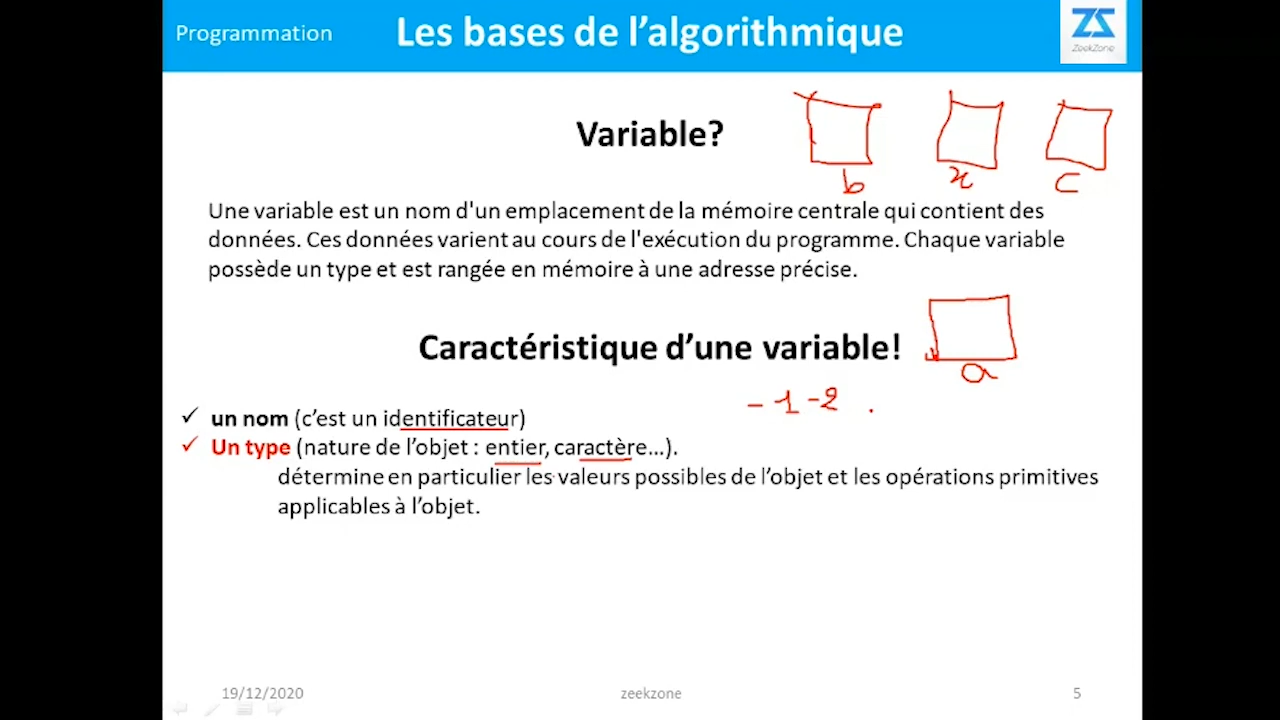 Programmation
Les bases de l’algorithmique
ZS
ZeekZone
Variable?
b
x
c
Une variable est un nom d'un emplacement de la mémoire centrale qui contient des
données. Ces données varient au cours de l'exécution du programme. Chaque variable
possède un type et est rangée en mémoire à une adresse précise.
Caractéristique d’une variable!
a
- 1 - 2 .
✓ un nom (c’est un identificateur)
✓ Un type (nature de l’objet : entier, caractère…).
détermine en particulier les valeurs possibles de l’objet et les opérations primitives
applicables à l’objet.
19/12/2020
zeekzone
5